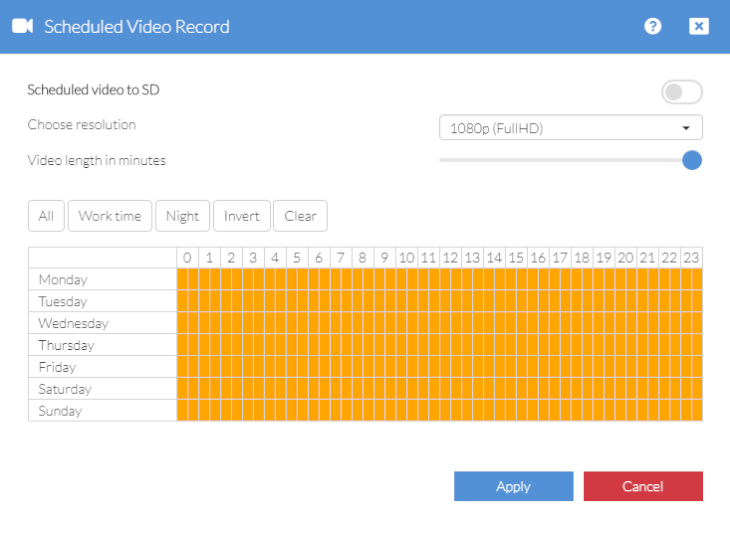 Scheduled Video Record ?
Scheduled video to SD
Choose resolution 1080p (FullHD)
Video length in minutes
All Work time Night Invert Clear
0 1 2 3 4 5 6 7 8 9 10 11 12 13 14 15 16 17 18 19 20 21 22 23
Monday
Tuesday
Wednesday
Thursday
Friday
Saturday
Sunday
Apply Cancel